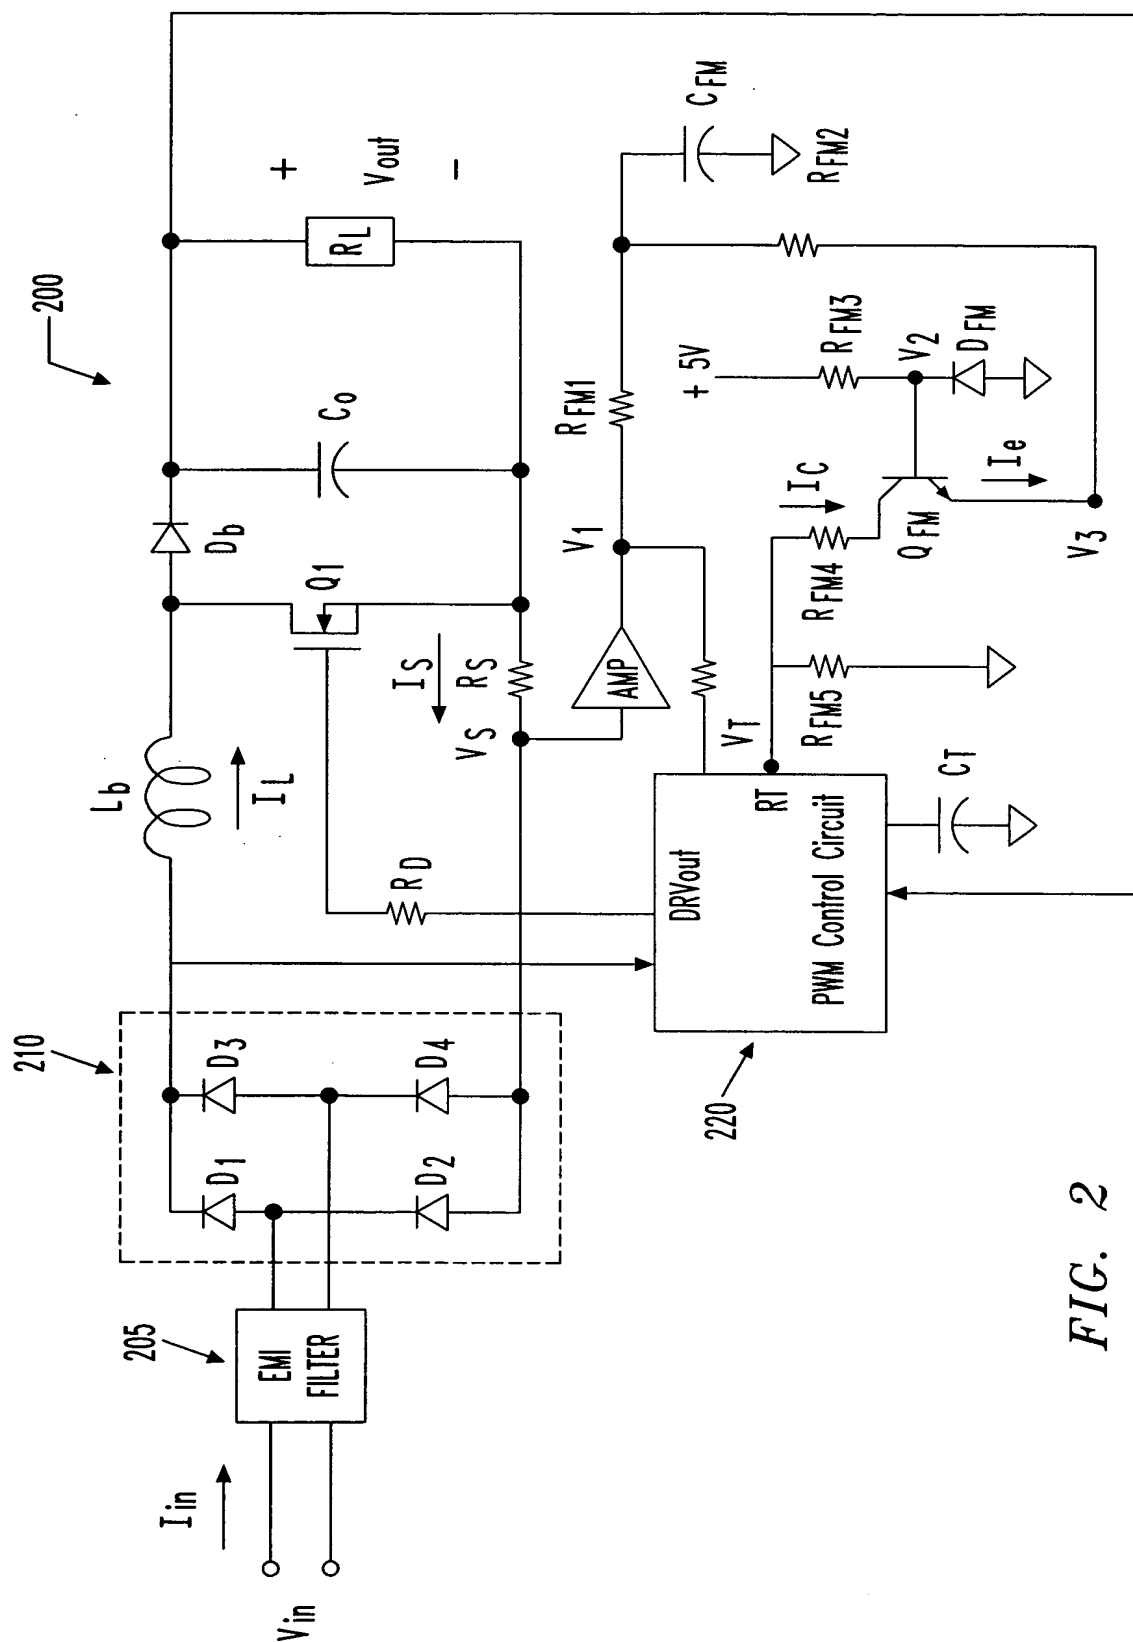 200
+
Vout
-
RL
Co
Db
Q1
Lb
IL
IS
RS
VS
RD
210
D1
D3
D2
D4
205
EMI
FILTER
Iin
Vin
AMP
V1
RFM1
CFM
RFM2
+ 5V
RFM3
V2
DFM
IC
Ie
QFM
V3
RFM4
RFM5
VT
RT
CT
DRVout
PWM Control Circuit
220
FIG. 2